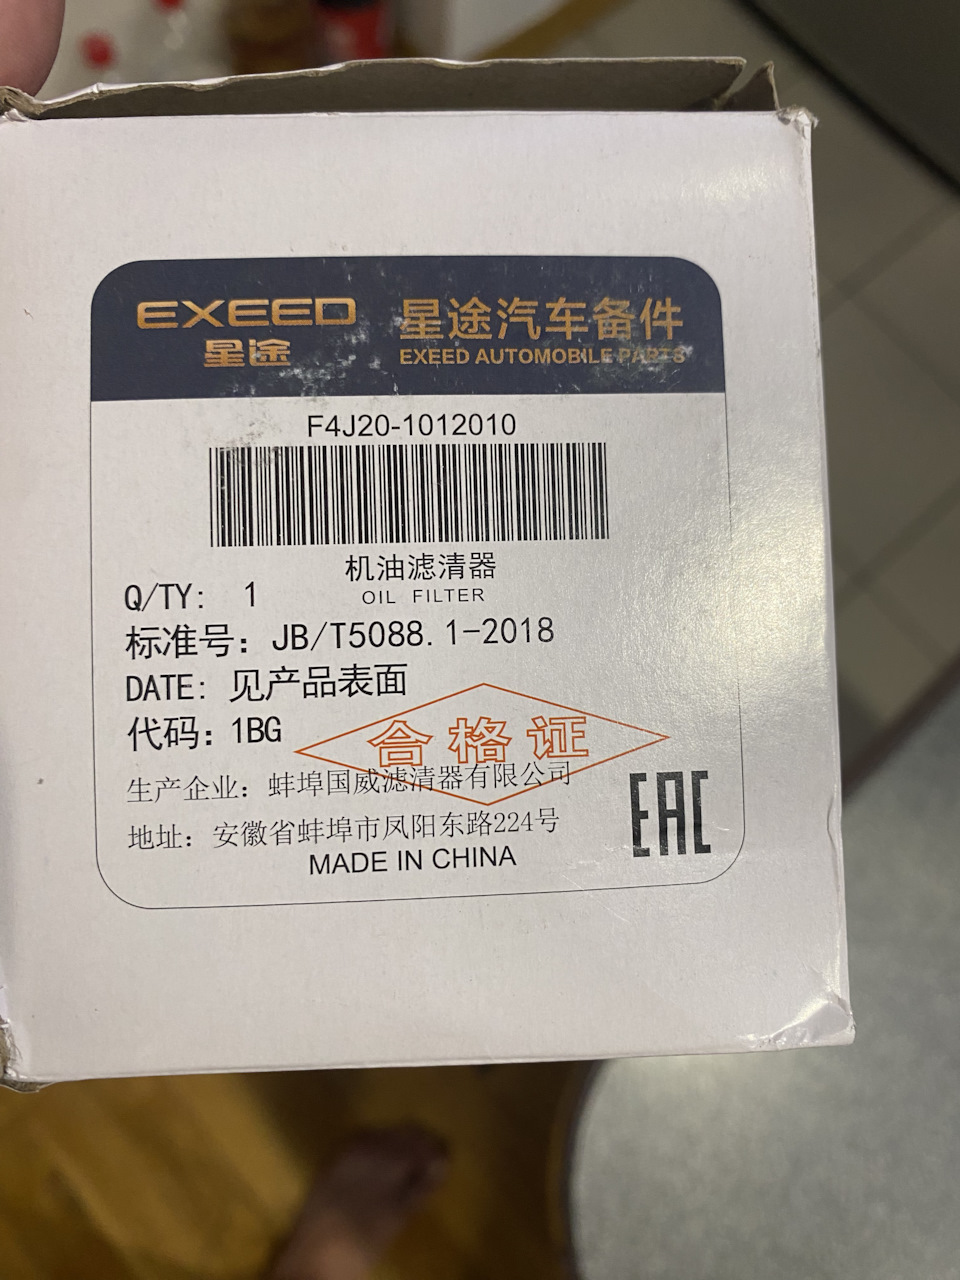 EXEED
星途
星途汽车备件
EXEED AUTOMOBILE PARTS
F4J20-1012010
机油滤清器
OIL FILTER
Q/TY: 1
标准号: JB/T5088.1-2018
DATE: 见产品表面
代码: 1BG
合格证
生产企业: 蚌埠国威滤清器有限公司
地址: 安徽省蚌埠市凤阳东路224号
MADE IN CHINA
EAC